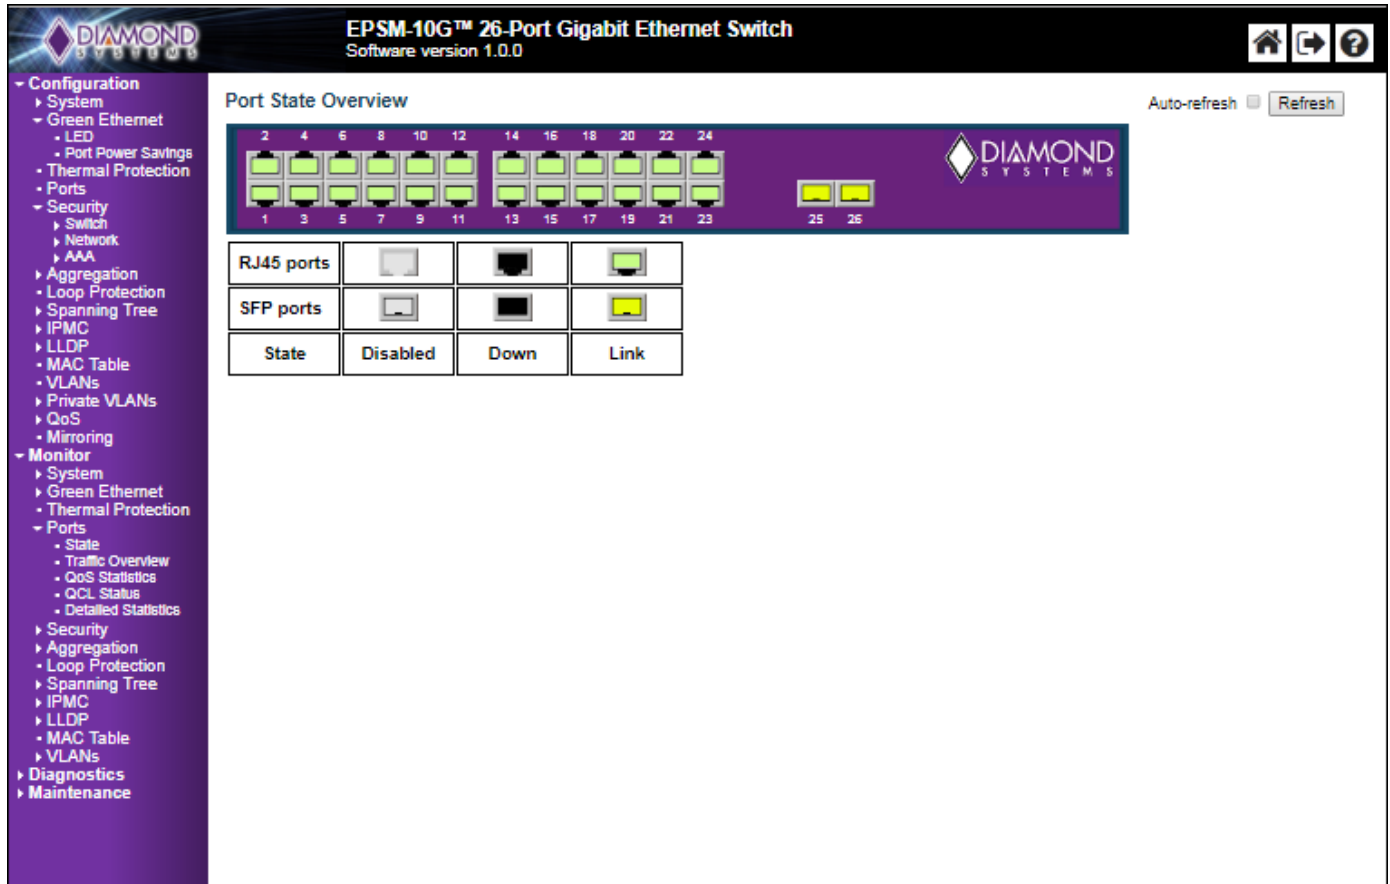 DIAMOND
SYSTEMS
EPSM-10G™ 26-Port Gigabit Ethernet Switch
Software version 1.0.0
Configuration
System
Green Ethernet
LED
Port Power Savings
Thermal Protection
Ports
Security
Switch
Network
AAA
Aggregation
Loop Protection
Spanning Tree
IPMC
LLDP
MAC Table
VLANs
Private VLANs
QoS
Mirroring
Monitor
System
Green Ethernet
Thermal Protection
Ports
State
Traffic Overview
QoS Statistics
QCL Status
Detailed Statistics
Security
Aggregation
Loop Protection
Spanning Tree
IPMC
LLDP
MAC Table
VLANs
Diagnostics
Maintenance
Port State Overview
Auto-refresh Refresh
2 4 6 8 10 12 14 16 18 20 22 24
DIAMOND
SYSTEMS
1 3 5 7 9 11 13 15 17 19 21 23 25 26
RJ45 ports
SFP ports
State Disabled Down Link